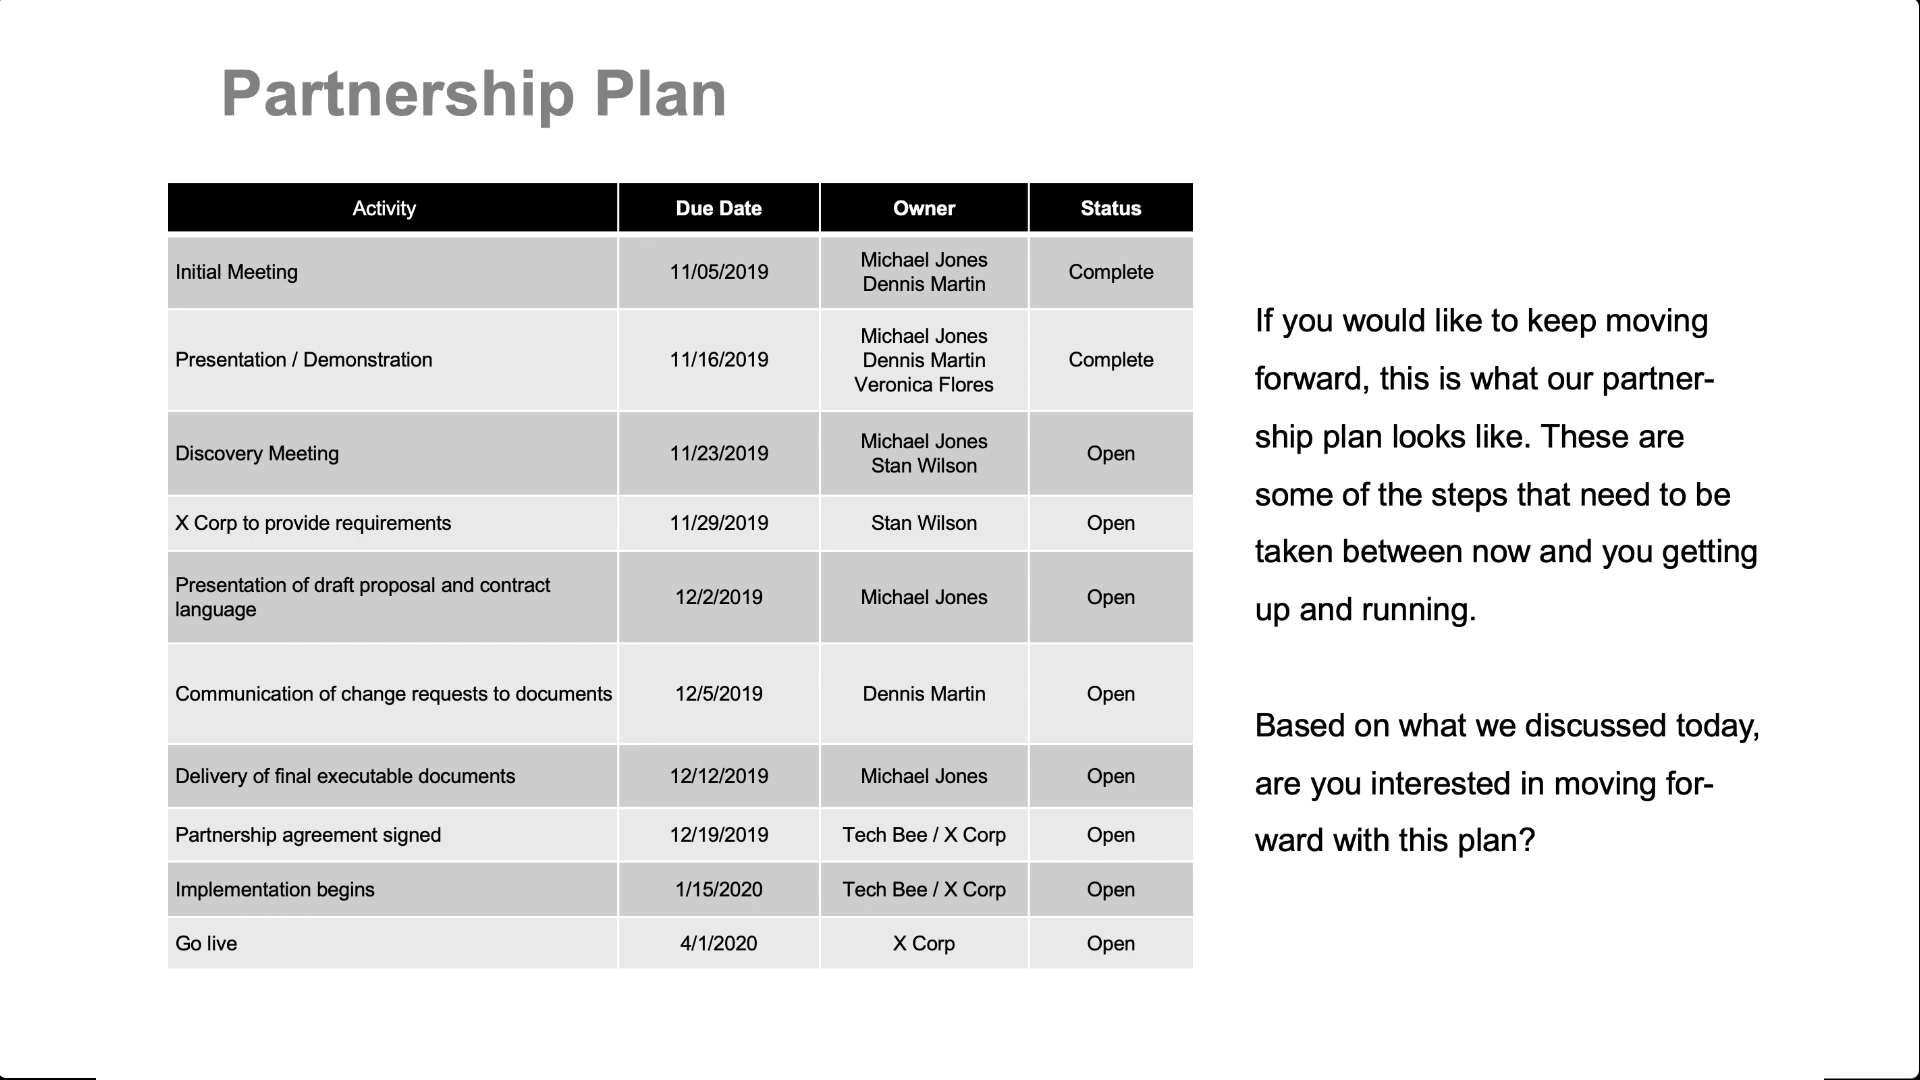 Partnership Plan
Activity Due Date Owner Status
Initial Meeting 11/05/2019 Michael Jones Complete
Dennis Martin
Presentation / Demonstration 11/16/2019 Michael Jones Complete
Dennis Martin
Veronica Flores
Discovery Meeting 11/23/2019 Michael Jones Open
Stan Wilson
X Corp to provide requirements 11/29/2019 Stan Wilson Open
Presentation of draft proposal and contract
language 12/2/2019 Michael Jones Open
Communication of change requests to documents 12/5/2019 Dennis Martin Open
Delivery of final executable documents 12/12/2019 Michael Jones Open
Partnership agreement signed 12/19/2019 Tech Bee / X Corp Open
Implementation begins 1/15/2020 Tech Bee / X Corp Open
Go live 4/1/2020 X Corp Open
If you would like to keep moving
forward, this is what our partner-
ship plan looks like. These are
some of the steps that need to be
taken between now and you getting
up and running.
Based on what we discussed today,
are you interested in moving for-
ward with this plan?